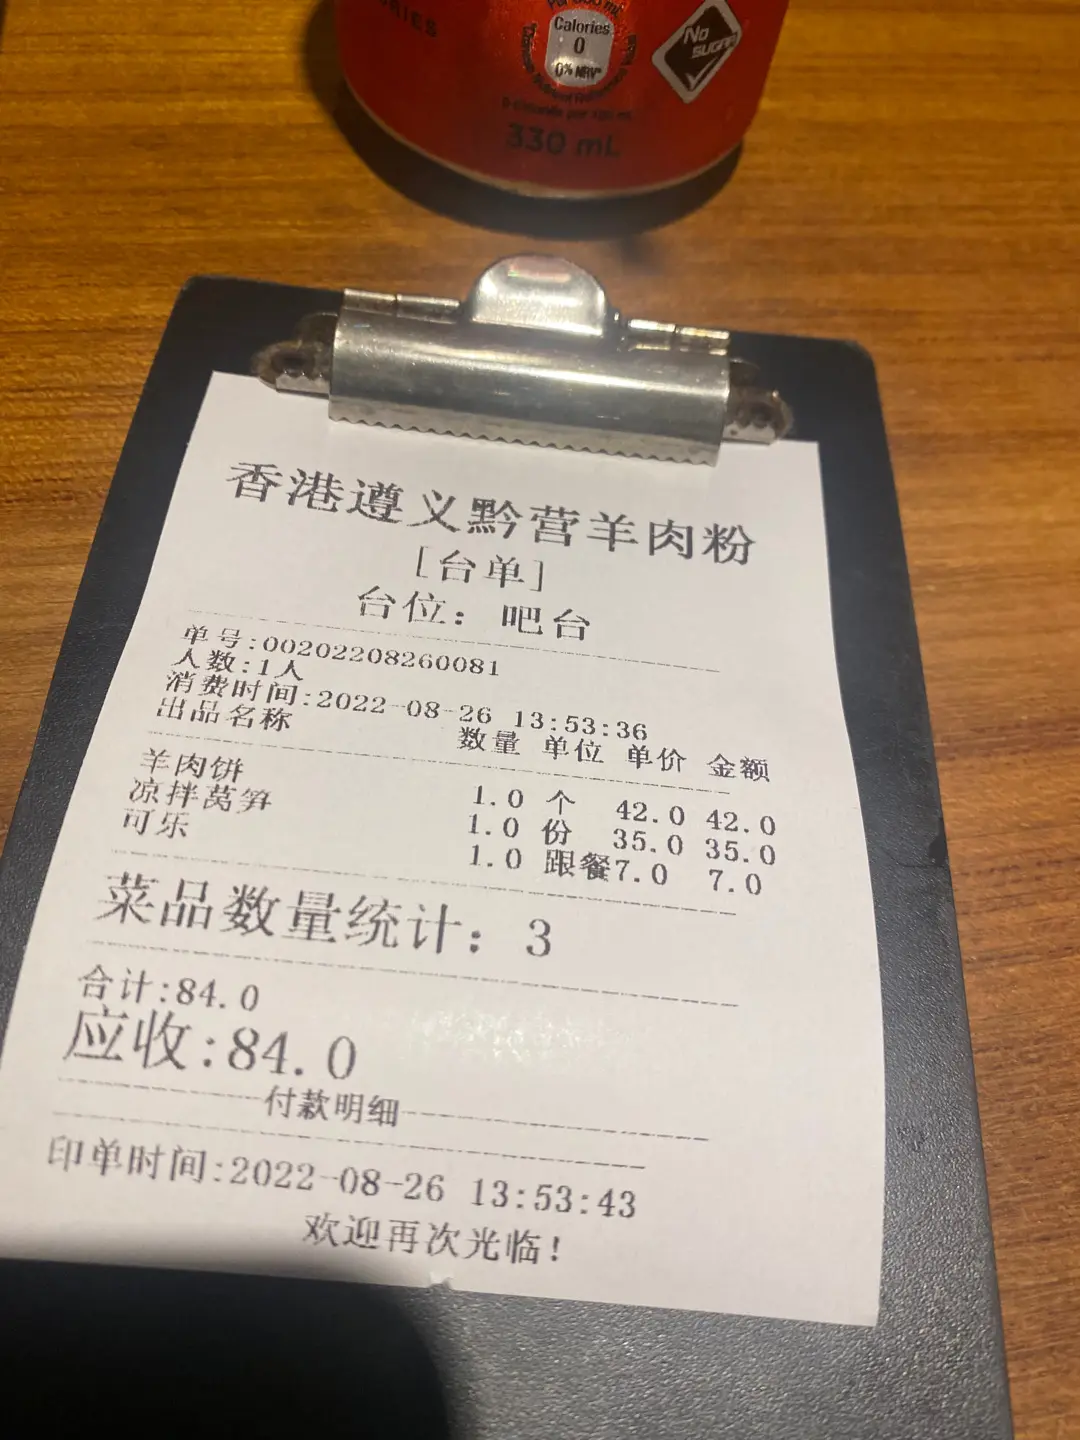 RIES
Per 330 mL
Calories
0
0% NRV*
No
SUGAR
330 mL
香港遵义黔营羊肉粉
[台单]
台位：吧台
单号:00202208260081
人数:1人
消费时间:2022-08-26 13:53:36
出品名称 数量 单位 单价 金额
羊肉饼 1.0 个 42.0 42.0
凉拌莴笋 1.0 份 35.0 35.0
可乐 1.0 跟餐7.0 7.0
菜品数量统计：3
合计:84.0
应收:84.0
付款明细
印单时间:2022-08-26 13:53:43
欢迎再次光临!